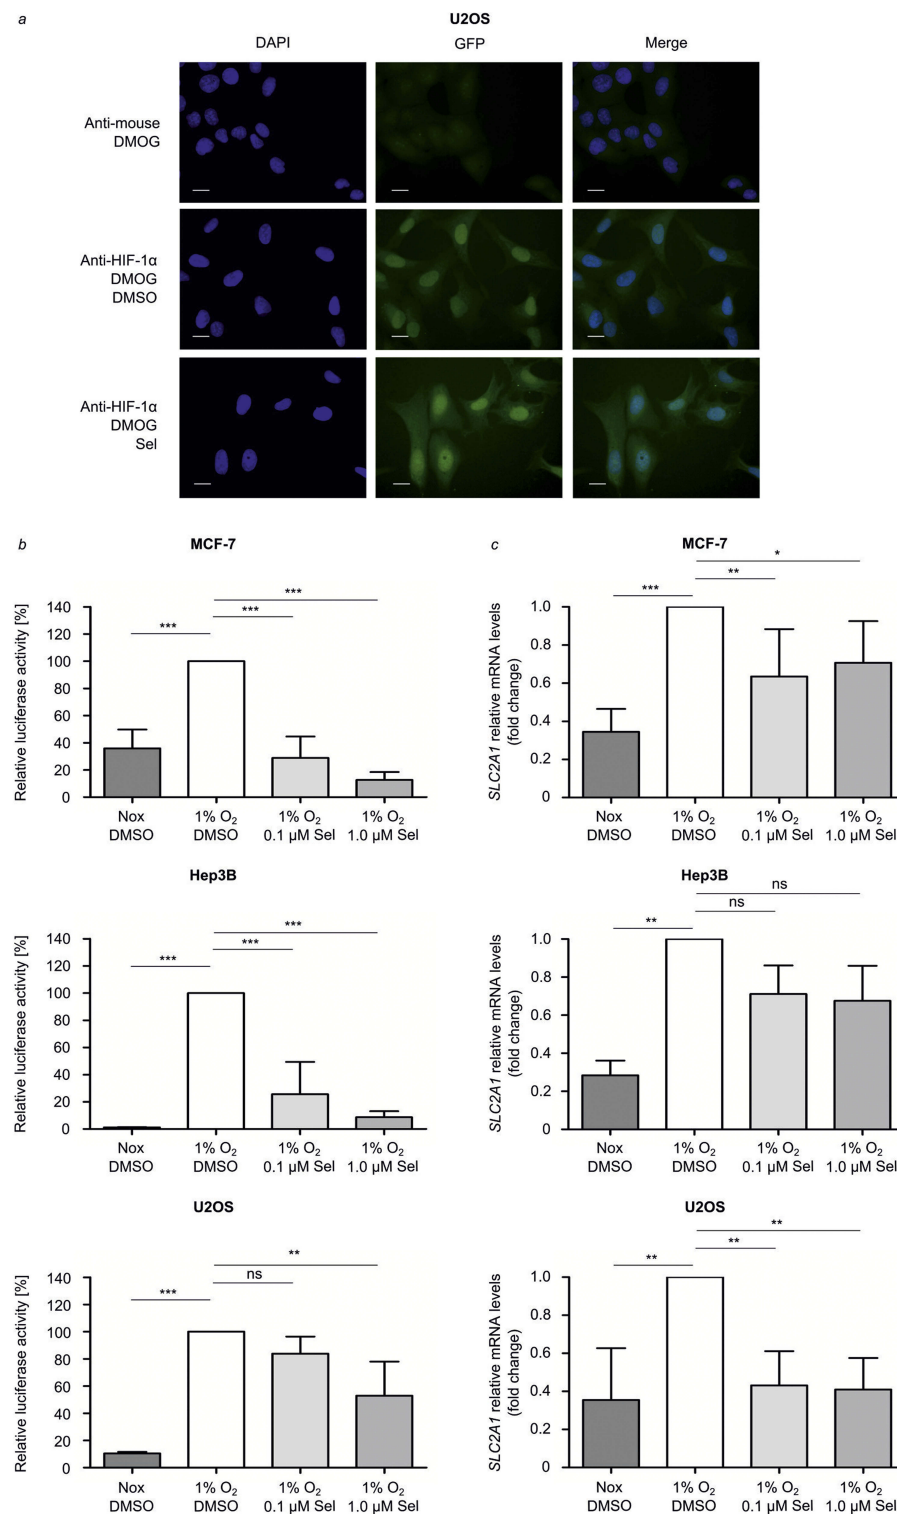 a
U2OS
DAPI
GFP
Merge
Anti-mouse
DMOG
Anti-HIF-1α
DMOG
DMSO
Anti-HIF-1α
DMOG
Sel
b
MCF-7
Relative luciferase activity [%]
140
120
100
80
60
40
20
0
***
***
***
Nox
DMSO
1% O₂
DMSO
1% O₂
0.1 μM Sel
1% O₂
1.0 μM Sel
Hep3B
Relative luciferase activity [%]
140
120
100
80
60
40
20
0
***
***
***
Nox
DMSO
1% O₂
DMSO
1% O₂
0.1 μM Sel
1% O₂
1.0 μM Sel
U2OS
Relative luciferase activity [%]
140
120
100
80
60
40
20
0
***
ns
**
Nox
DMSO
1% O₂
DMSO
1% O₂
0.1 μM Sel
1% O₂
1.0 μM Sel
c
MCF-7
SLC2A1 relative mRNA levels
(fold change)
1.0
0.8
0.6
0.4
0.2
0
***
**
*
Nox
DMSO
1% O₂
DMSO
1% O₂
0.1 μM Sel
1% O₂
1.0 μM Sel
Hep3B
SLC2A1 relative mRNA levels
(fold change)
1.0
0.8
0.6
0.4
0.2
0
**
ns
ns
Nox
DMSO
1% O₂
DMSO
1% O₂
0.1 μM Sel
1% O₂
1.0 μM Sel
U2OS
SLC2A1 relative mRNA levels
(fold change)
1.0
0.8
0.6
0.4
0.2
0
**
**
**
Nox
DMSO
1% O₂
DMSO
1% O₂
0.1 μM Sel
1% O₂
1.0 μM Sel